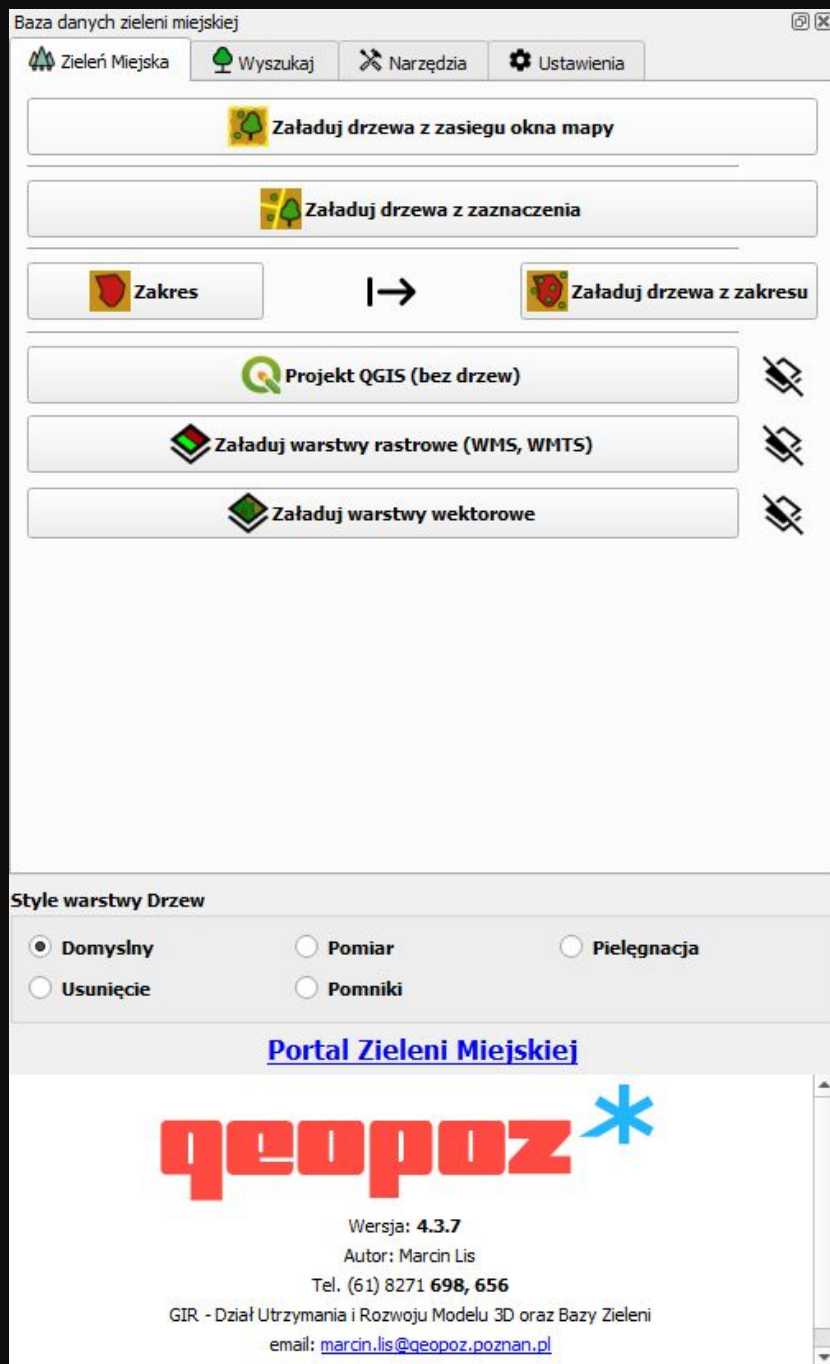 Baza danych zieleni miejskiej
Zieleń Miejska
Wyszukaj
Narzędzia
Ustawienia
Załaduj drzewa z zasiegu okna mapy
Załaduj drzewa z zaznaczenia
Zakres
Załaduj drzewa z zakresu
Projekt QGIS (bez drzew)
Załaduj warstwy rastrowe (WMS, WMTS)
Załaduj warstwy wektorowe
Style warstwy Drzew
Domyslny
Pomiar
Pielęgnacja
Usunięcie
Pomniki
Portal Zieleni Miejskiej
geopoz
Wersja: 4.3.7
Autor: Marcin Lis
Tel. (61) 8271 698, 656
GIR - Dział Utrzymania i Rozwoju Modelu 3D oraz Bazy Zieleni
email: marcin.lis@geopoz.poznan.pl